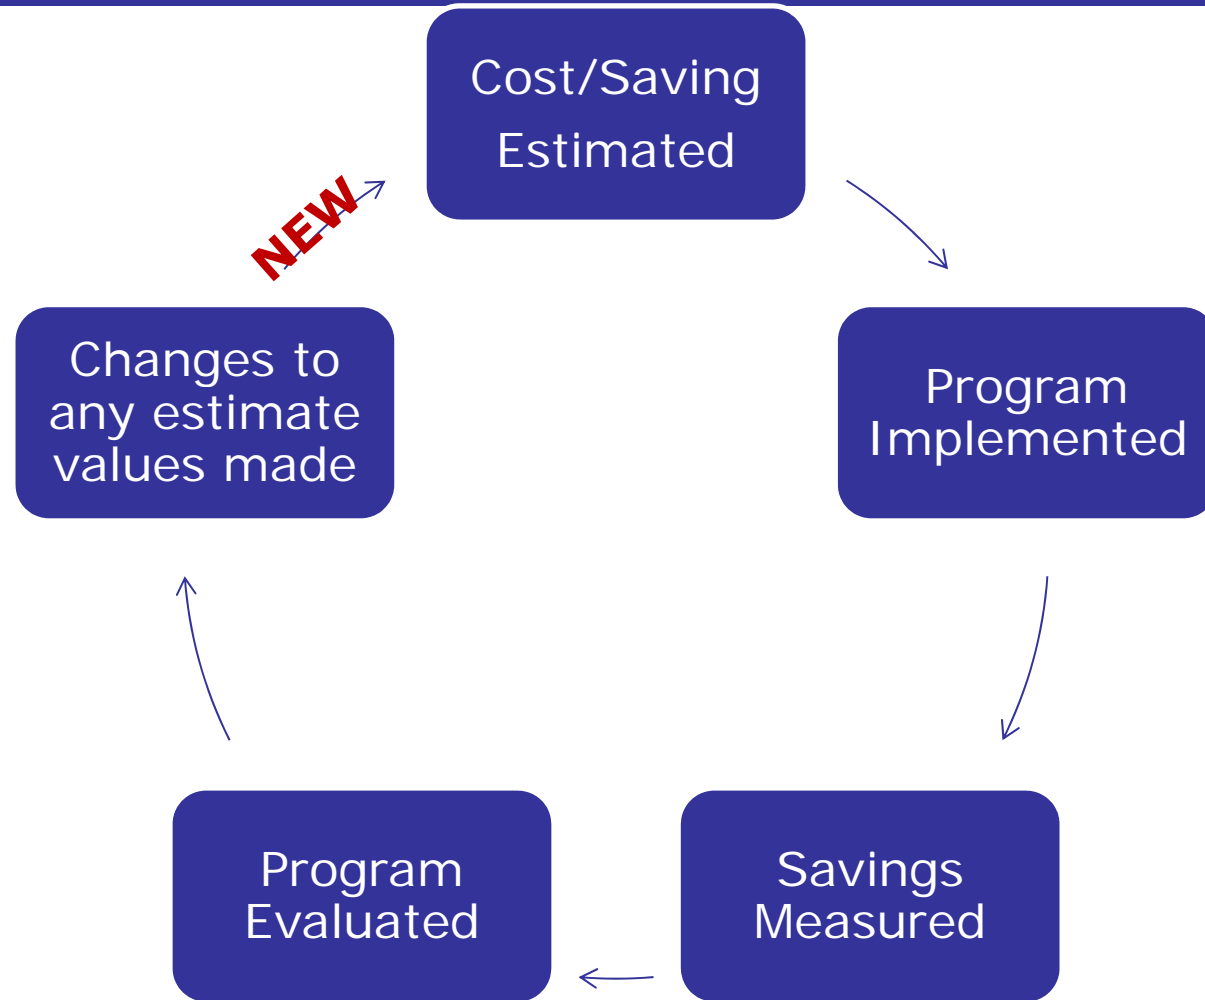 Cost/Saving
Estimated
NEW
Changes to
any estimate
values made
Program
Implemented
Program
Evaluated
Savings
Measured